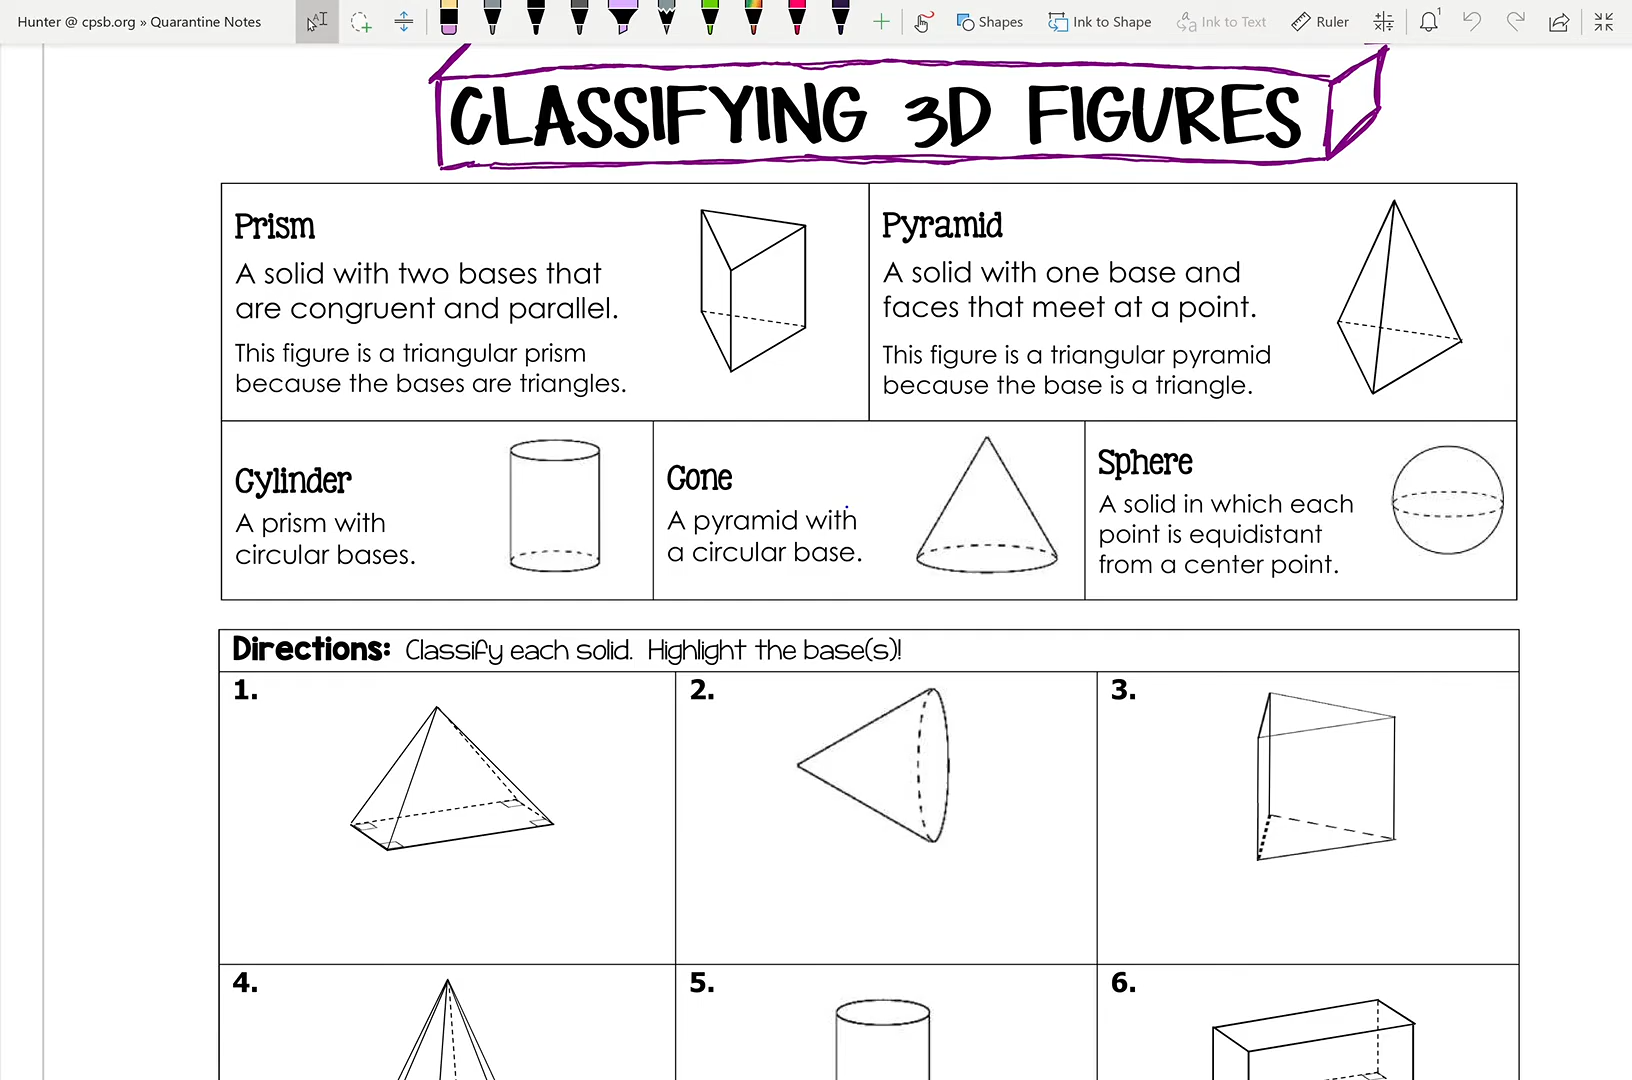 Hunter @ cpsb.org » Quarantine Notes
Shapes
Ink to Shape
Ink to Text
Ruler
1
CLASSIFYING 3D FIGURES
Prism
A solid with two bases that
are congruent and parallel.
This figure is a triangular prism
because the bases are triangles.
Pyramid
A solid with one base and
faces that meet at a point.
This figure is a triangular pyramid
because the base is a triangle.
Cylinder
A prism with
circular bases.
Cone
A pyramid with
a circular base.
Sphere
A solid in which each
point is equidistant
from a center point.
Directions: Classify each solid. Highlight the base(s)!
1.
2.
3.
4.
5.
6.